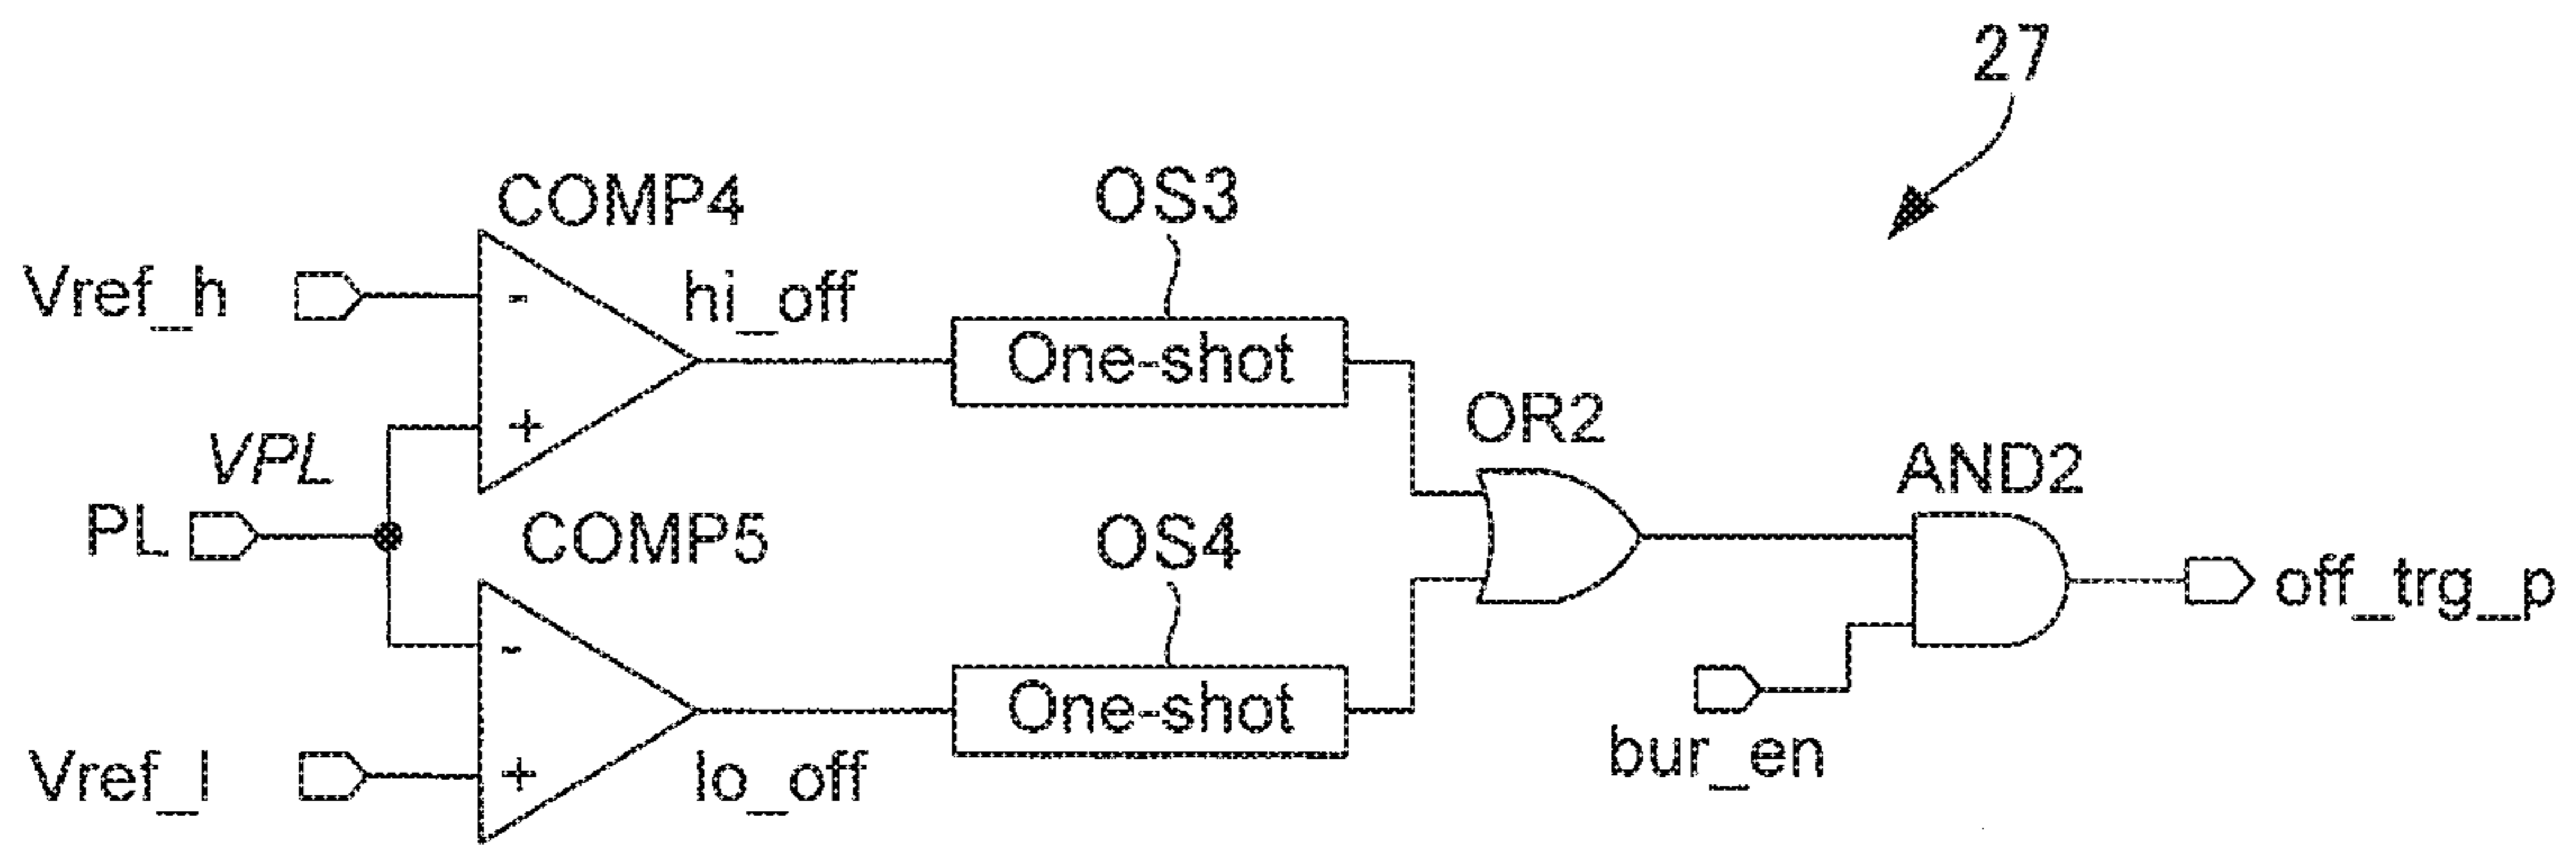 27
COMP4
OS3
Vref_h
-
hi_off
One-shot
+
OR2
VPL
AND2
PL
COMP5
OS4
off_trg_p
-
One-shot
bur_en
Vref_l
+
lo_off